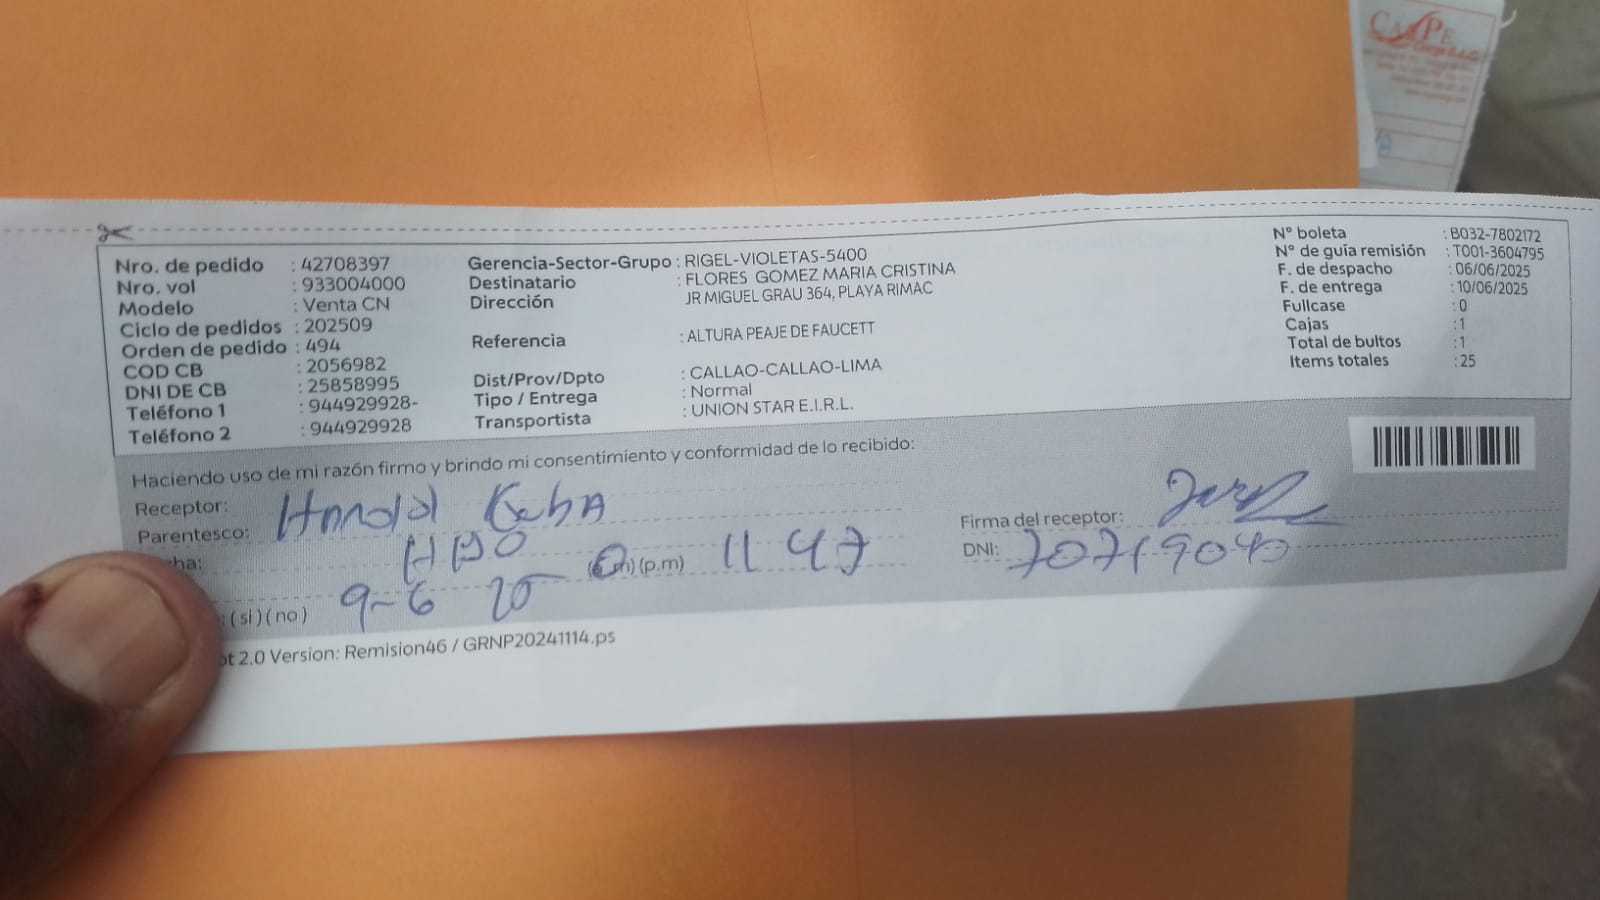 CARPE
Nro. de pedido : 42708397
Nro. vol : 933004000
Modelo : Venta CN
Ciclo de pedidos : 202509
Orden de pedido : 494
COD CB : 2056982
DNI DE CB : 25858995
Teléfono 1 : 944929928-
Teléfono 2 : 944929928
Gerencia-Sector-Grupo : RIGEL-VIOLETAS-5400
Destinatario : FLORES GOMEZ MARIA CRISTINA
Dirección JR MIGUEL GRAU 364, PLAYA RIMAC
Referencia : ALTURA PEAJE DE FAUCETT
Dist/Prov/Dpto : CALLAO-CALLAO-LIMA
Tipo / Entrega : Normal
Transportista : UNION STAR E.I.R.L.
N° boleta : B032-7802172
N° de guía remisión : T001-3604795
F. de despacho : 06/06/2025
F. de entrega : 10/06/2025
Fullcase : 0
Cajas : 1
Total de bultos : 1
Items totales : 25
Haciendo uso de mi razón firmo y brindo mi consentimiento y conformidad de lo recibido:
Receptor: Harold
Parentesco: HIJO
9-6 25 (p.m) 11 47
(si) (no)
Firma del receptor:
DNI: 70719040
2.0 Version: Remision46 / GRNP20241114.ps